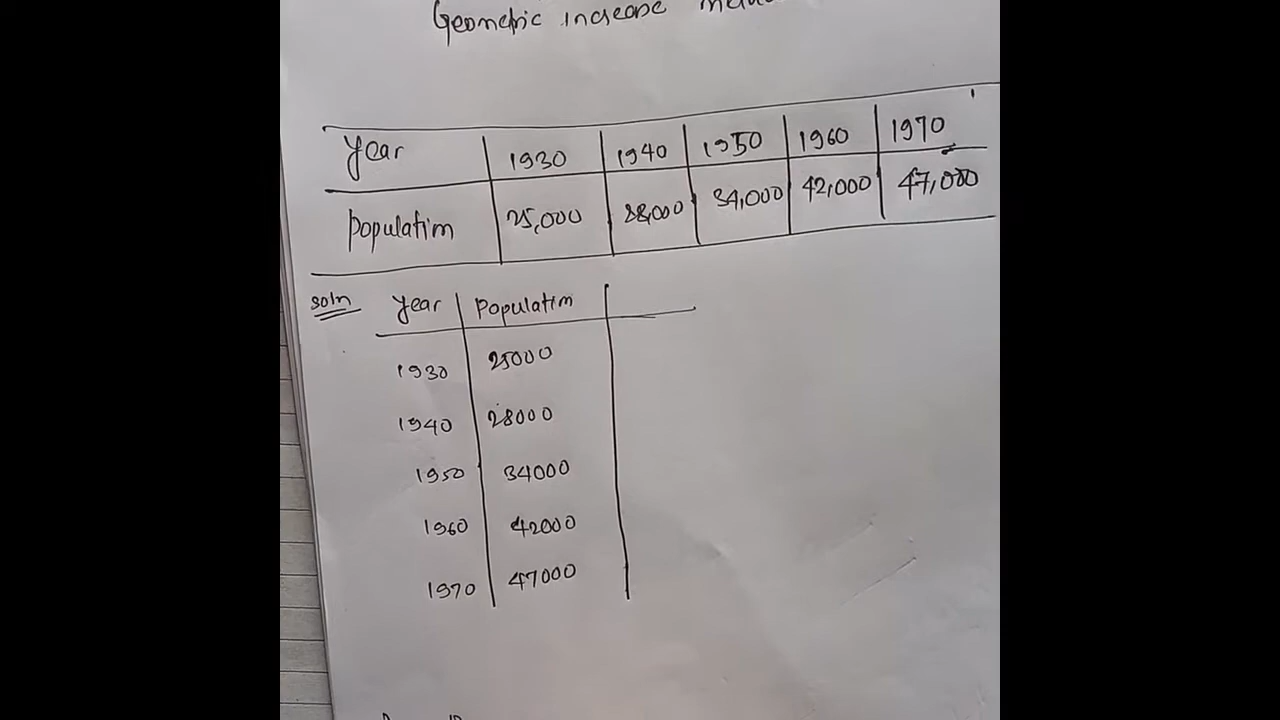 Geometric increase
Year 1930 1940 1950 1960 1970
Population 25,000 28,000 34,000 42,000 47,000
Soln Year Population
1930 25000
1940 28000
1950 34000
1960 42000
1970 47000